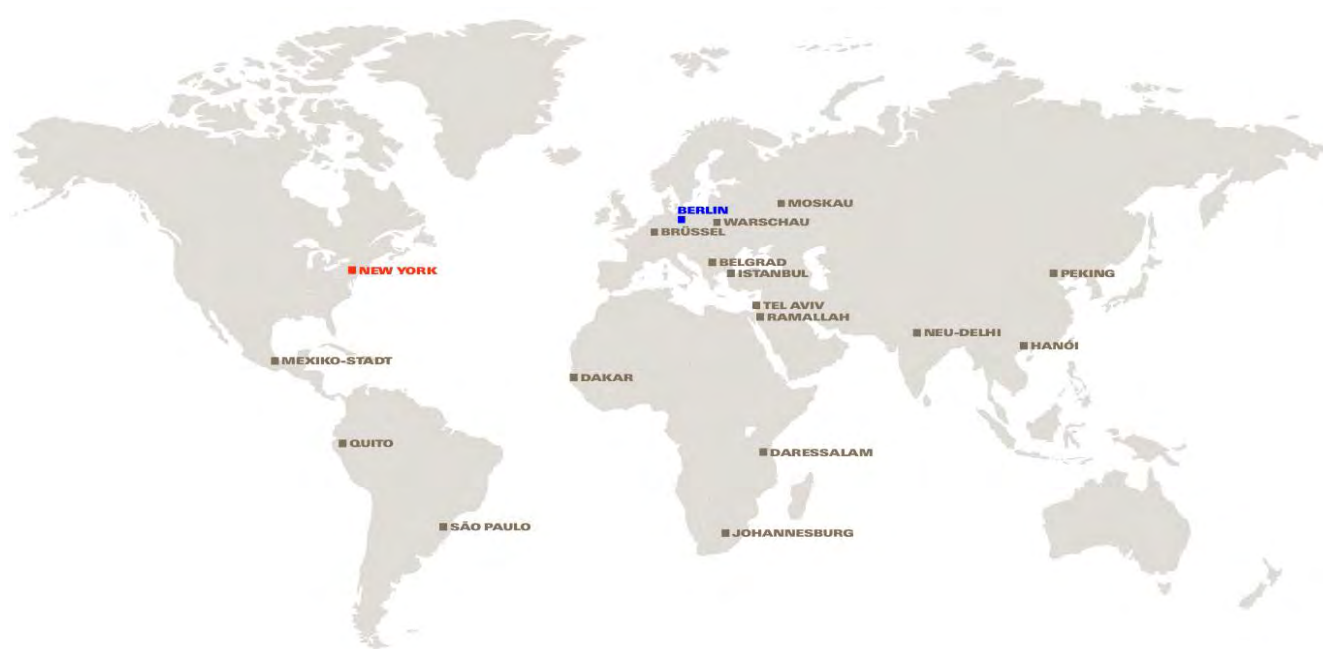 MOSKAU
BERLIN
WARSCHAU
BRÜSSEL
BELGRAD
NEW YORK
ISTANBUL
PEKING
TEL AVIV
RAMALLAH
NEU-DELHI
HANÓI
MEXIKO-STADT
DAKAR
QUITO
DARESSALAM
SÃO PAULO
JOHANNESBURG